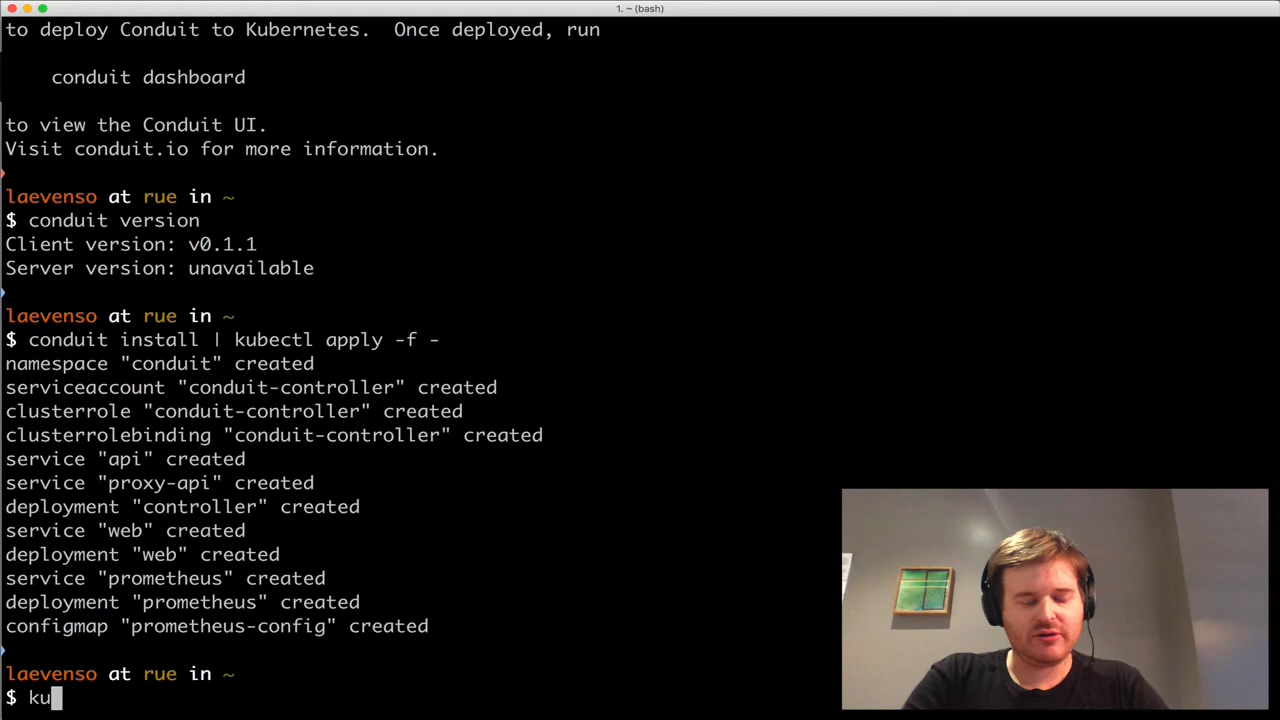 1. ~ (bash)
to deploy Conduit to Kubernetes.  Once deployed, run
conduit dashboard
to view the Conduit UI.
Visit conduit.io for more information.
laevenso at rue in ~
$ conduit version
Client version: v0.1.1
Server version: unavailable
laevenso at rue in ~
$ conduit install | kubectl apply -f -
namespace "conduit" created
serviceaccount "conduit-controller" created
clusterrole "conduit-controller" created
clusterrolebinding "conduit-controller" created
service "api" created
service "proxy-api" created
deployment "controller" created
service "web" created
deployment "web" created
service "prometheus" created
deployment "prometheus" created
configmap "prometheus-config" created
laevenso at rue in ~
$ ku